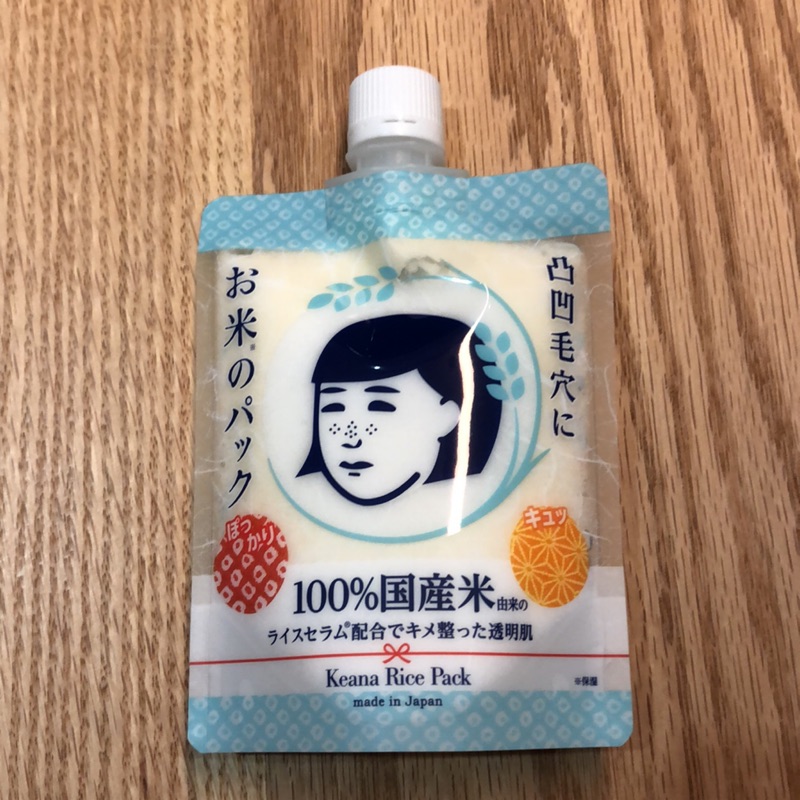 凸凹毛穴に
お米※のパック
ぽっ
かり
キュッ
100%国産米由来の
ライスセラム※配合でキメ整った透明肌
Keana Rice Pack
※保湿
made in Japan